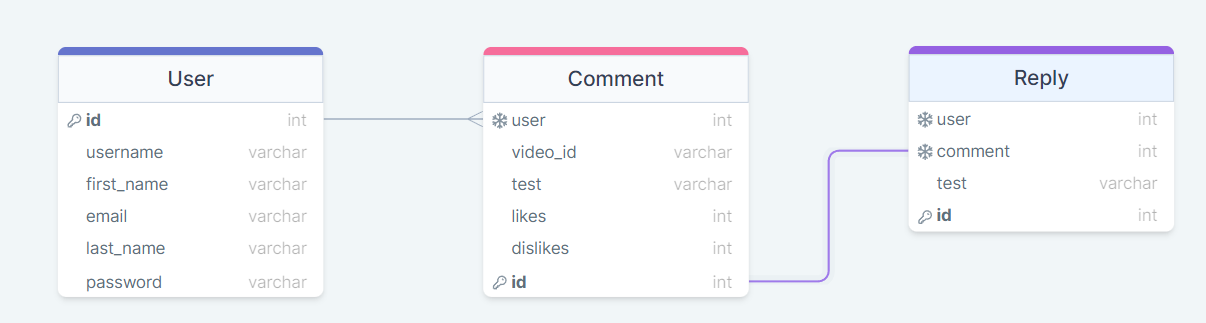 User
id int
username varchar
first_name varchar
email varchar
last_name varchar
password varchar
Comment
user int
video_id varchar
test varchar
likes int
dislikes int
id int
Reply
user int
comment int
test varchar
id int